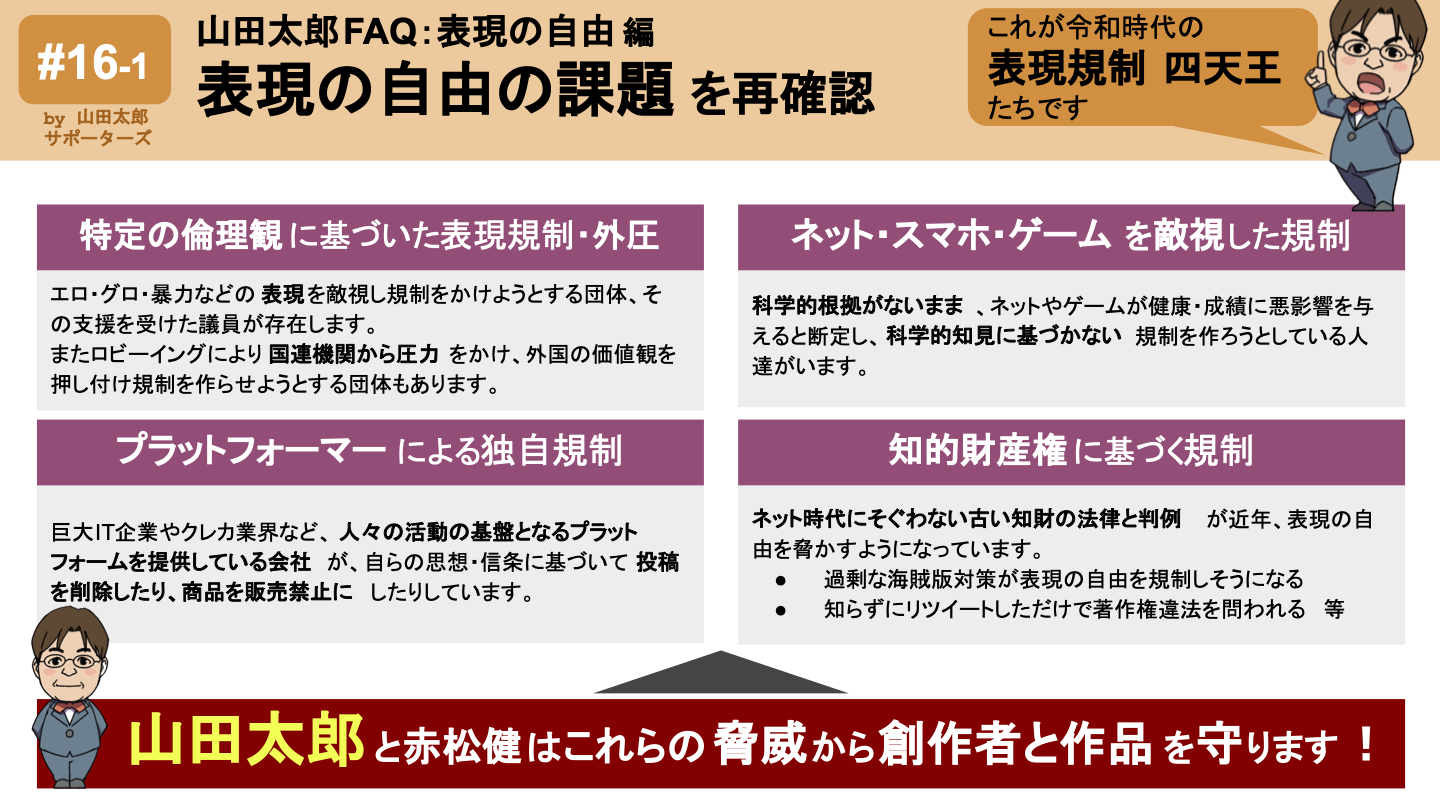 #16-1
by 山田太郎
サポーターズ
山田太郎FAQ：表現の自由 編
表現の自由の課題 を再確認
これが令和時代の
表現規制 四天王
たちです
特定の倫理観に基づいた表現規制・外圧
エロ・グロ・暴力などの 表現を敵視し規制をかけようとする団体、そ
の支援を受けた議員が存在します。
またロビーイングにより 国連機関から圧力 をかけ、外国の価値観を
押し付け規制を作らせようとする団体もあります。
ネット・スマホ・ゲーム を敵視した規制
科学的根拠がないまま 、ネットやゲームが健康・成績に悪影響を与
えると断定し、科学的知見に基づかない 規制を作ろうとしている人
達がいます。
プラットフォーマー による独自規制
巨大IT企業やクレカ業界など、人々の活動の基盤となるプラット
フォームを提供している会社 が、自らの思想・信条に基づいて 投稿
を削除したり、商品を販売禁止に したりしています。
知的財産権に基づく規制
ネット時代にそぐわない古い知財の法律と判例 が近年、表現の自
由を脅かすようになっています。
● 過剰な海賊版対策が表現の自由を規制しそうになる
● 知らずにリツイートしただけで著作権違法を問われる 等
山田太郎と赤松健はこれらの脅威から創作者と作品を守ります！